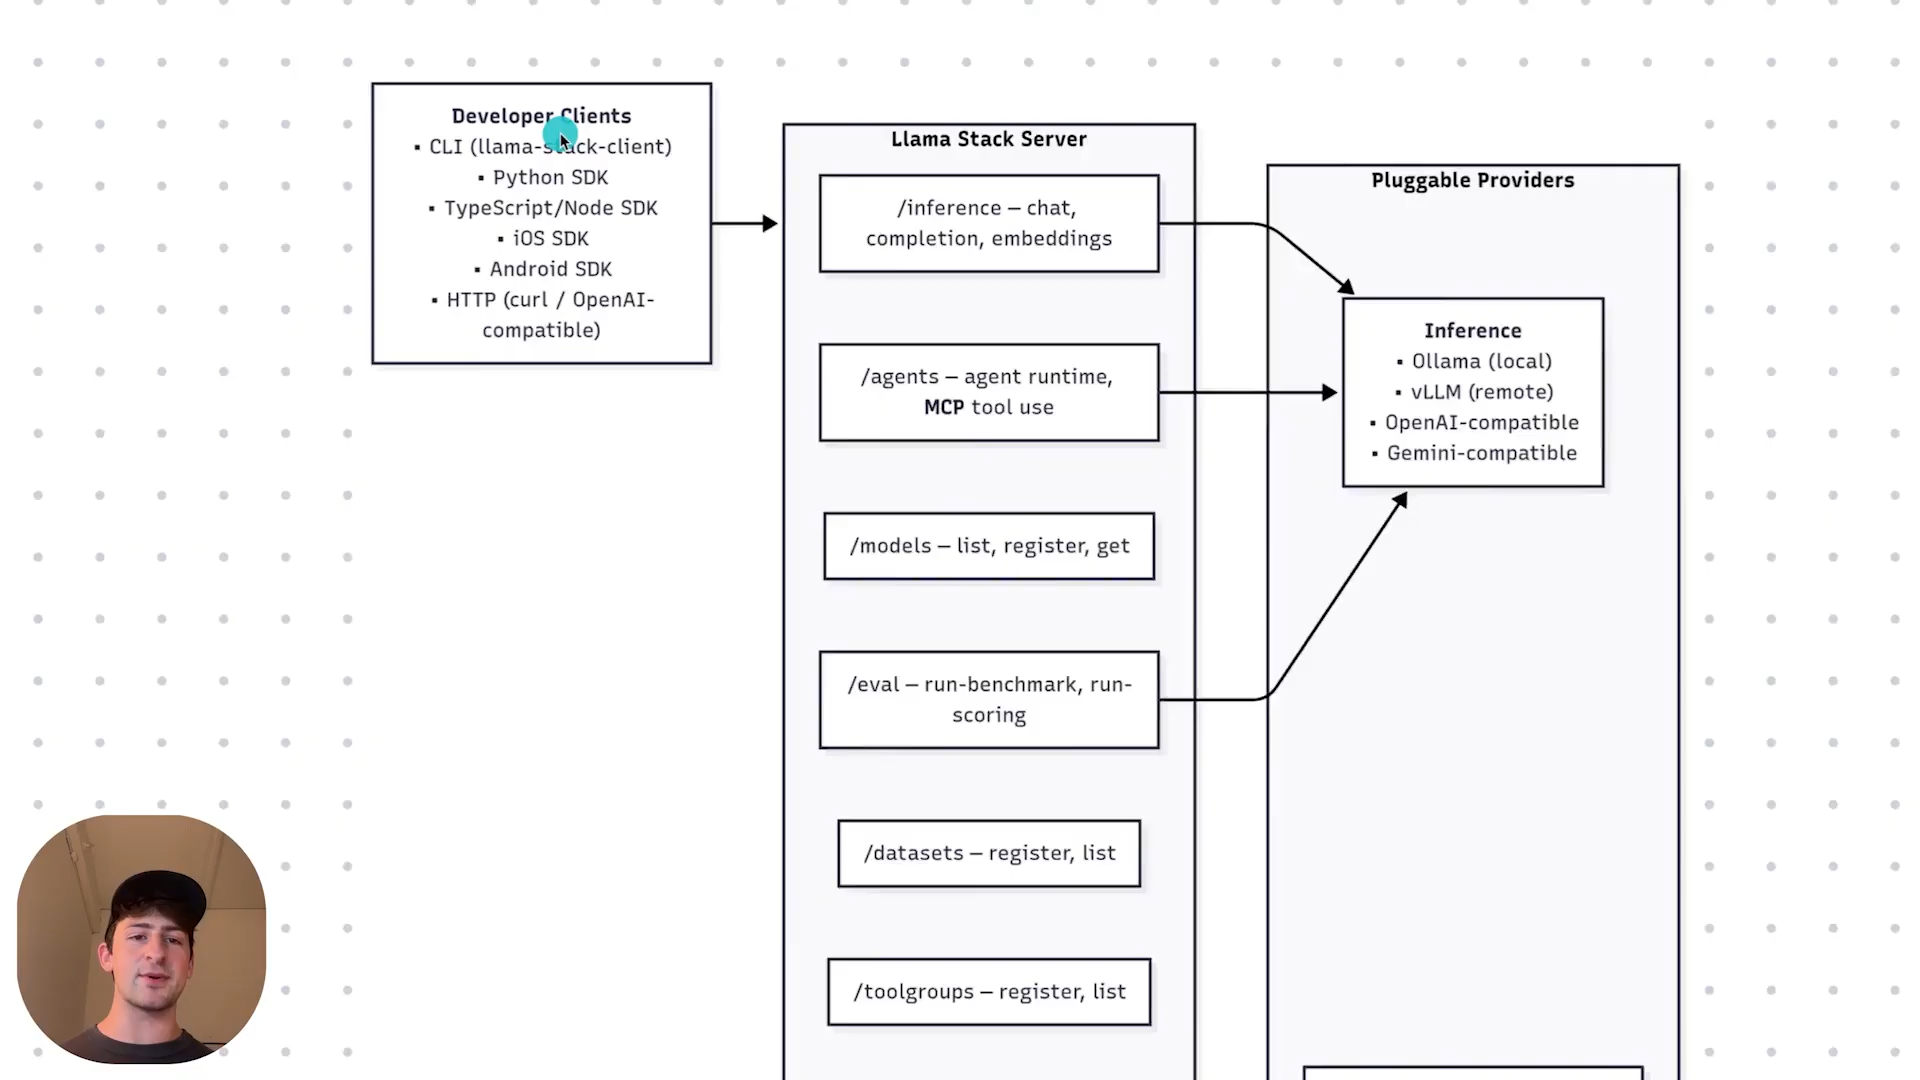 Developer Clients
▪ CLI (llama-stack-client)
▪ Python SDK
▪ TypeScript/Node SDK
▪ iOS SDK
▪ Android SDK
▪ HTTP (curl / OpenAI-
compatible)
Llama Stack Server
/inference – chat,
completion, embeddings
/agents – agent runtime,
MCP tool use
/models – list, register, get
/eval – run-benchmark, run-
scoring
/datasets – register, list
/toolgroups – register, list
Pluggable Providers
Inference
▪ Ollama (local)
▪ vLLM (remote)
▪ OpenAI-compatible
▪ Gemini-compatible